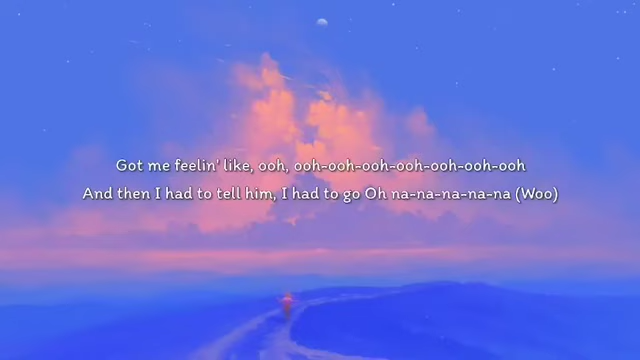 Got me feelin' like, ooh, ooh-ooh-ooh-ooh-ooh-ooh-ooh
And then I had to tell him, I had to go Oh na-na-na-na-na (Woo)